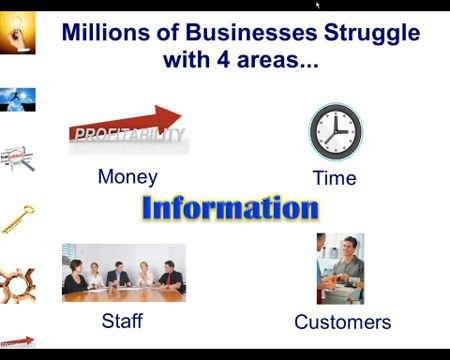 Millions of Businesses Struggle
with 4 areas...
PROFITABILITY
Money
Time
Information
Staff
Customers